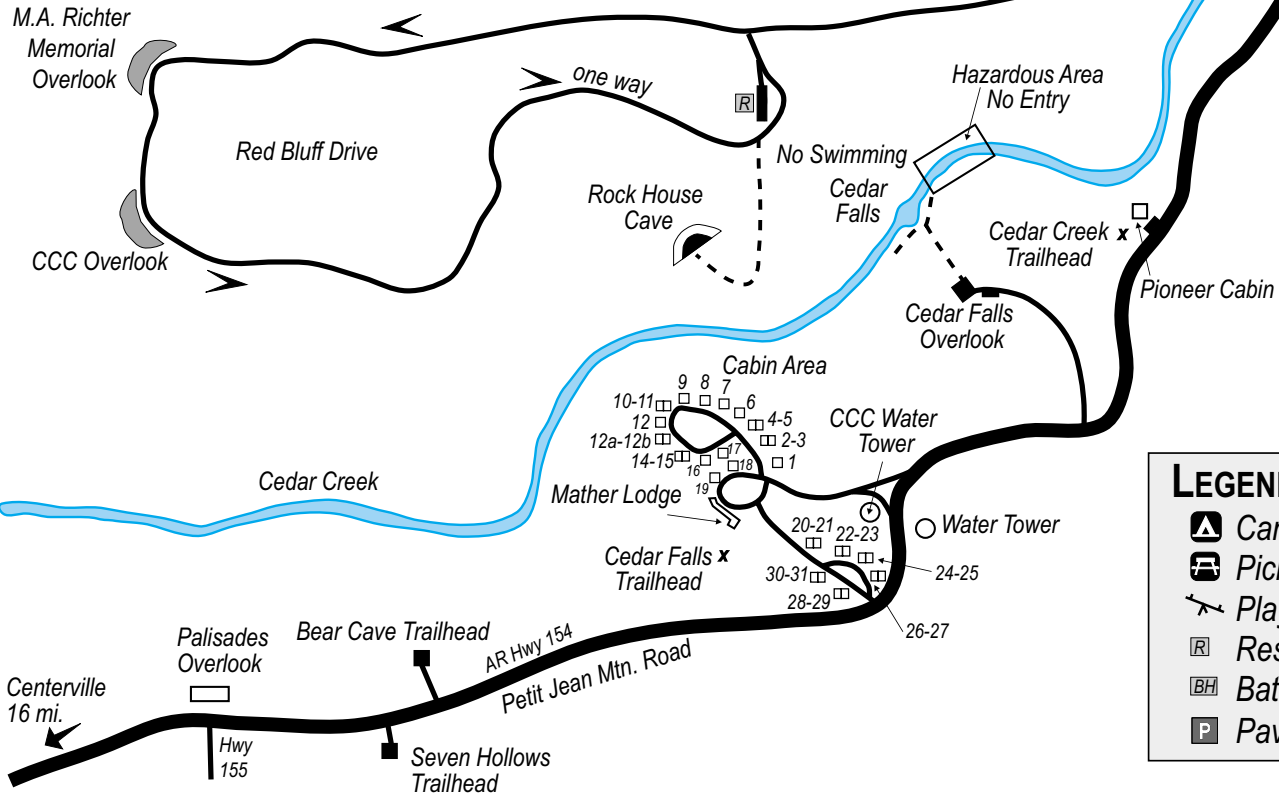 M.A. Richter
Memorial
Overlook
one way
R
Hazardous Area
No Entry
Red Bluff Drive
No Swimming
Cedar
Falls
Rock House
Cave
Cedar Creek x
Trailhead
CCC Overlook
Pioneer Cabin
Cedar Falls
Overlook
Cabin Area
9
8
7
6
10-11
4-5
12
2-3
12a-12b
17
14-15
16
18
1
19
CCC Water
Tower
Cedar Creek
Mather Lodge
20-21
22-23
Water Tower
Cedar Falls x
Trailhead
30-31
24-25
28-29
26-27
Palisades
Overlook
Bear Cave Trailhead
AR Hwy 154
Petit Jean Mtn. Road
Centerville
16 mi.
Hwy
155
Seven Hollows
Trailhead
LEGEN
Ca
Pic
Pla
R Res
BH Bat
P Pav